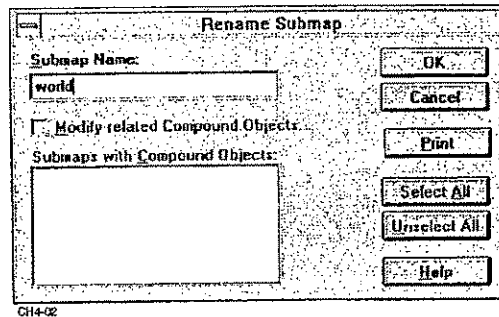 Rename Submap
Submap Name:
world
Modify related Compound Objects
Submaps with Compound Objects:
OK
Cancel
Print
Select All
Unselect All
Help
CH4-02